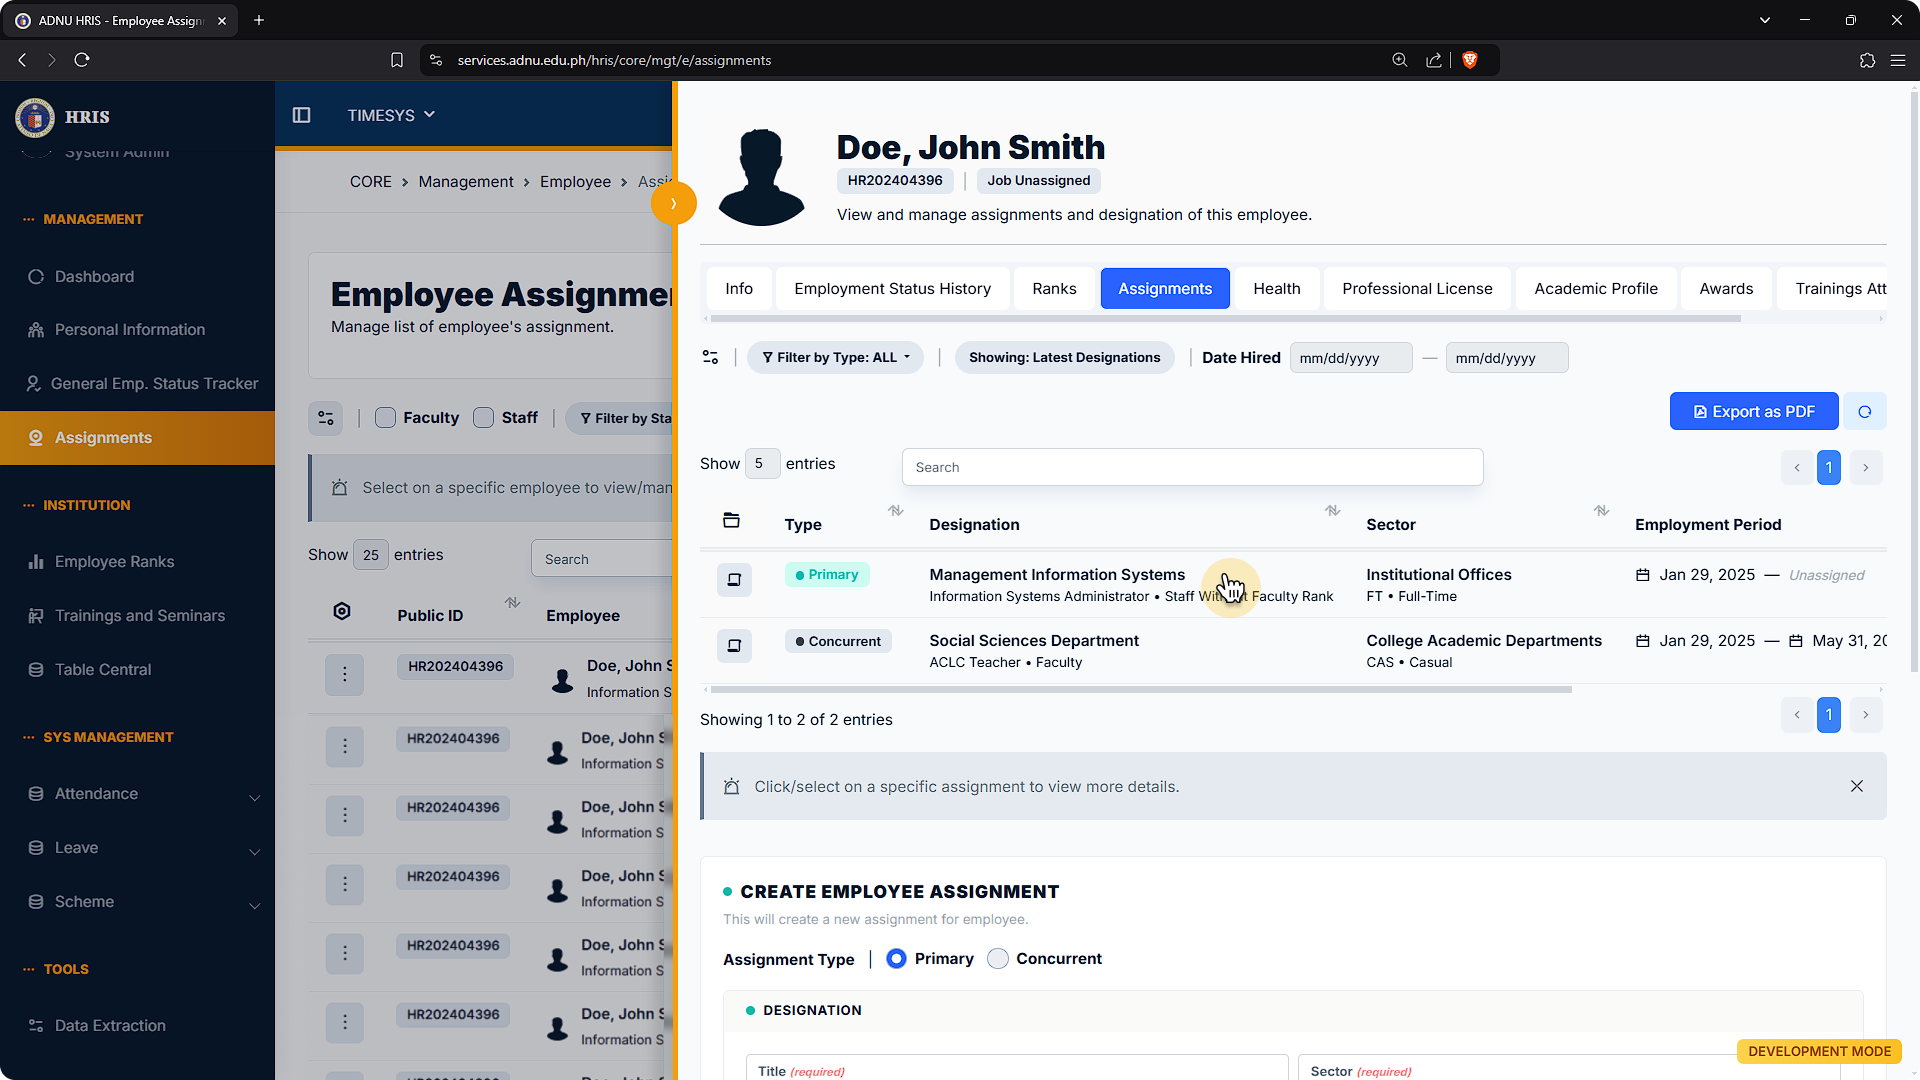 ADNU HRIS - Employee Assign
services.adnu.edu.ph/hris/core/mgt/e/assignments
HRIS
System Admin
MANAGEMENT
Dashboard
Personal Information
General Emp. Status Tracker
Assignments
INSTITUTION
Employee Ranks
Trainings and Seminars
Table Central
SYS MANAGEMENT
Attendance
Leave
Scheme
TOOLS
Data Extraction
TIMESYS
CORE > Management > Employee > Assi
Employee Assignme
Manage list of employee's assignment.
Faculty Staff Filter by Sta
Select on a specific employee to view/man
Show 25 entries Search
Public ID Employee
HR202404396 Doe, John S
Information S
HR202404396 Doe, John S
Information S
HR202404396 Doe, John S
Information S
HR202404396 Doe, John S
Information S
HR202404396 Doe, John S
Information S
HR202404396 Doe, John S
Information S
Doe, John Smith
HR202404396 | Job Unassigned
View and manage assignments and designation of this employee.
Info Employment Status History Ranks Assignments Health Professional License Academic Profile Awards Trainings Att
Filter by Type: ALL Showing: Latest Designations Date Hired mm/dd/yyyy — mm/dd/yyyy
Export as PDF
Show 5 entries Search 1
Type Designation Sector Employment Period
Primary Management Information Systems Institutional Offices Jan 29, 2025 — Unassigned
Information Systems Administrator • Staff Faculty Rank FT • Full-Time
Concurrent Social Sciences Department College Academic Departments Jan 29, 2025 — May 31, 20
ACLC Teacher • Faculty CAS • Casual
Showing 1 to 2 of 2 entries 1
Click/select on a specific assignment to view more details.
CREATE EMPLOYEE ASSIGNMENT
This will create a new assignment for employee.
Assignment Type | Primary Concurrent
DESIGNATION
Title (required) Sector (required)
DEVELOPMENT MODE